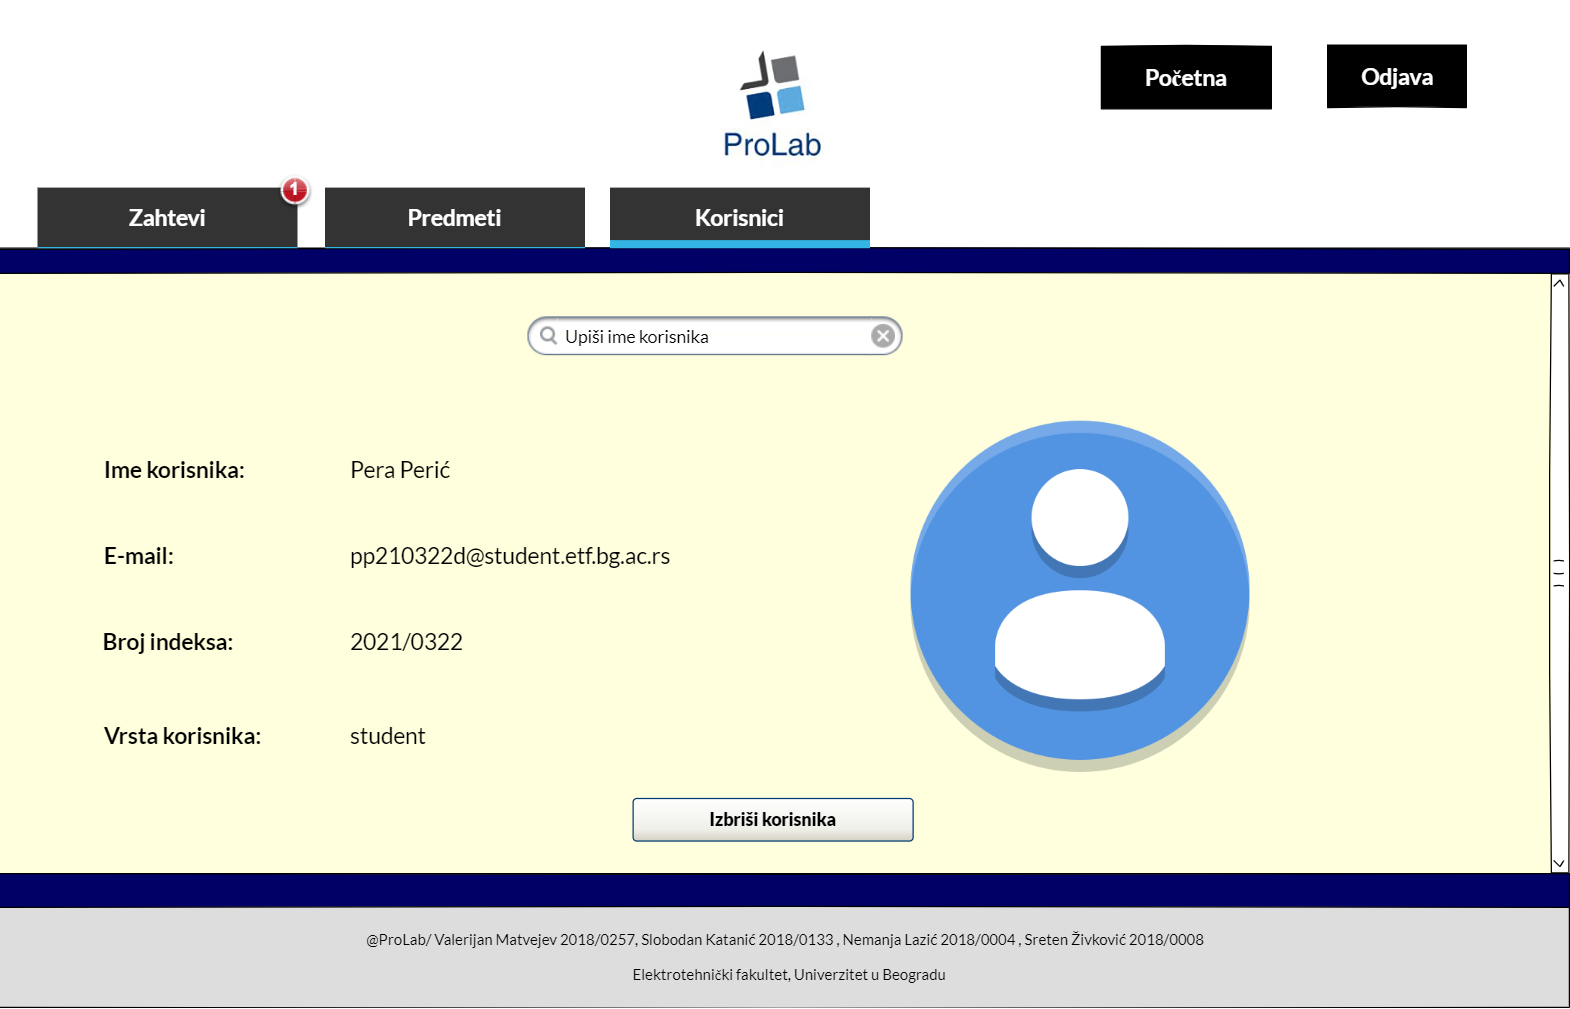 ProLab
Početna
Odjava
Zahtevi
1
Predmeti
Korisnici
Upiši ime korisnika
Ime korisnika: Pera Perić
E-mail: pp210322d@student.etf.bg.ac.rs
Broj indeksa: 2021/0322
Vrsta korisnika: student
Izbriši korisnika
@ProLab/ Valerijan Matvejev 2018/0257, Slobodan Katanić 2018/0133 , Nemanja Lazić 2018/0004 , Sreten Živković 2018/0008
Elektrotehnički fakultet, Univerzitet u Beogradu